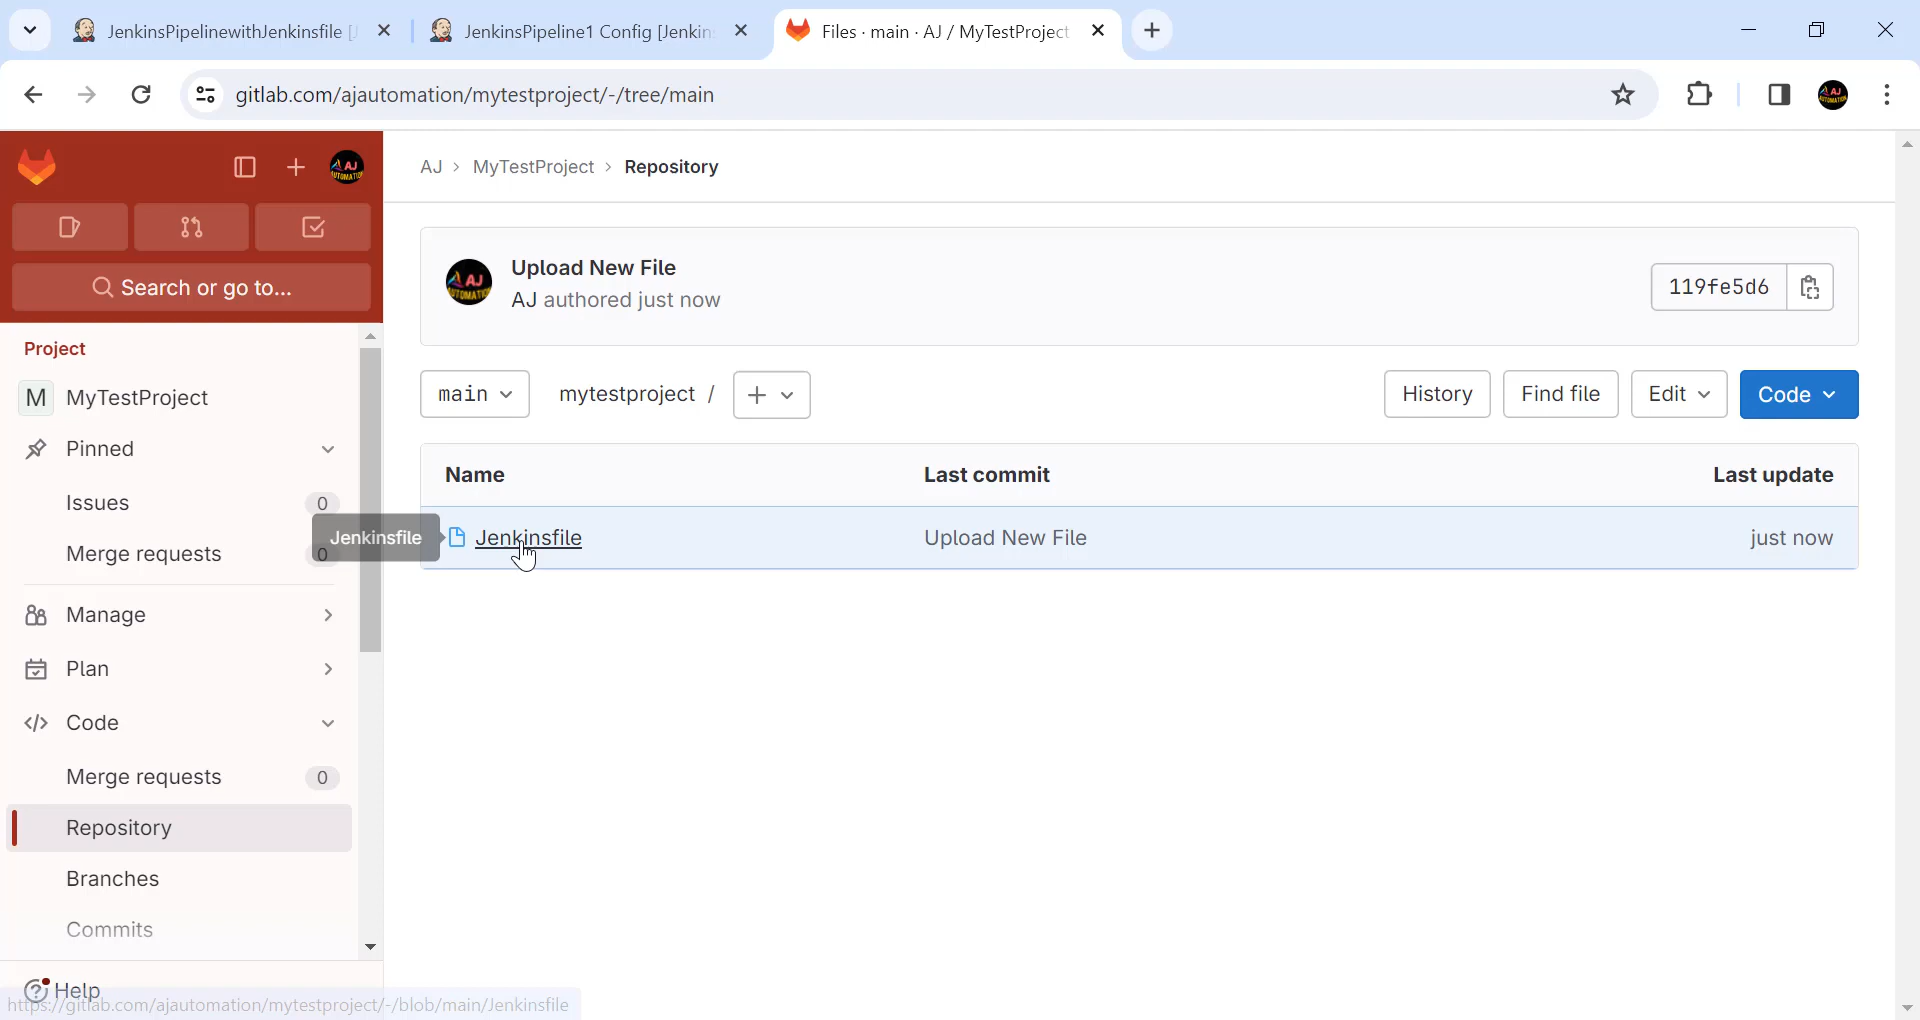 JenkinsPipelinewithJenkinsfile [J
JenkinsPipeline1 Config [Jenkin
Files · main · AJ / MyTestProject
gitlab.com/ajautomation/mytestproject/-/tree/main
AJ > MyTestProject > Repository
Search or go to...
Project
M MyTestProject
Pinned
Issues 0
Merge requests 0
Manage
Plan
Code
Merge requests 0
Repository
Branches
Commits
Help
https://gitlab.com/ajautomation/mytestproject/-/blob/main/Jenkinsfile
Upload New File
AJ authored just now
119fe5d6
main
mytestproject /
History
Find file
Edit
Code
Name Last commit Last update
Jenkinsfile
Jenkinsfile Upload New File just now